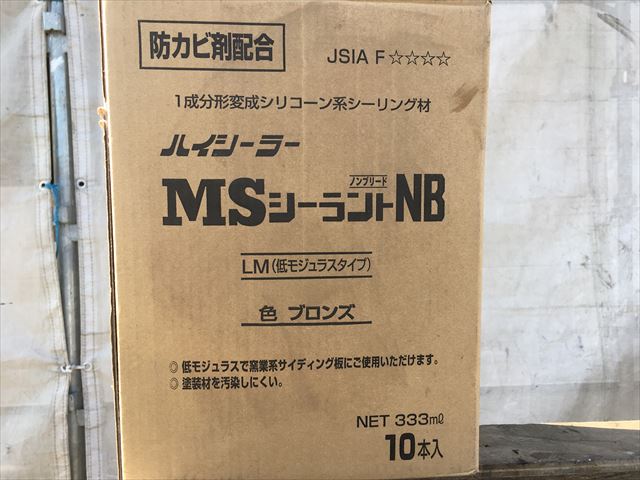 防カビ剤配合
JSIA F☆☆☆☆
1成分形変成シリコーン系シーリング材
ハイシーラー
ノンブリード
MSシーラントNB
LM(低モジュラスタイプ)
色 ブロンズ
◎ 低モジュラスで窯業系サイディング板にご使用いただけます。
◎ 塗装材を汚染しにくい。
NET 333mℓ
10本入